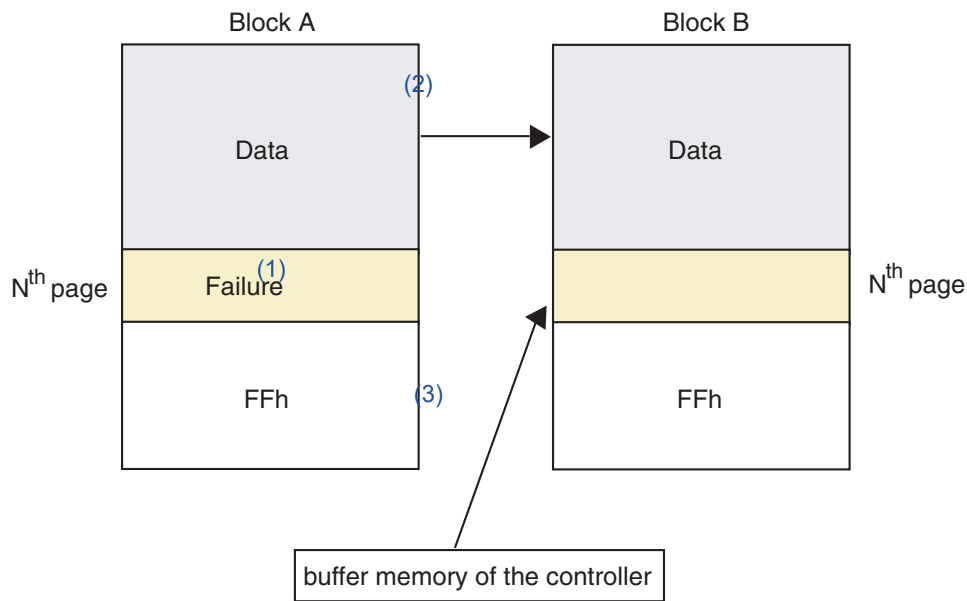 Block A
Block B
(2)
Data
Data
(1)
Failure
Nth page
Nth page
FFh
(3)
FFh
buffer memory of the controller